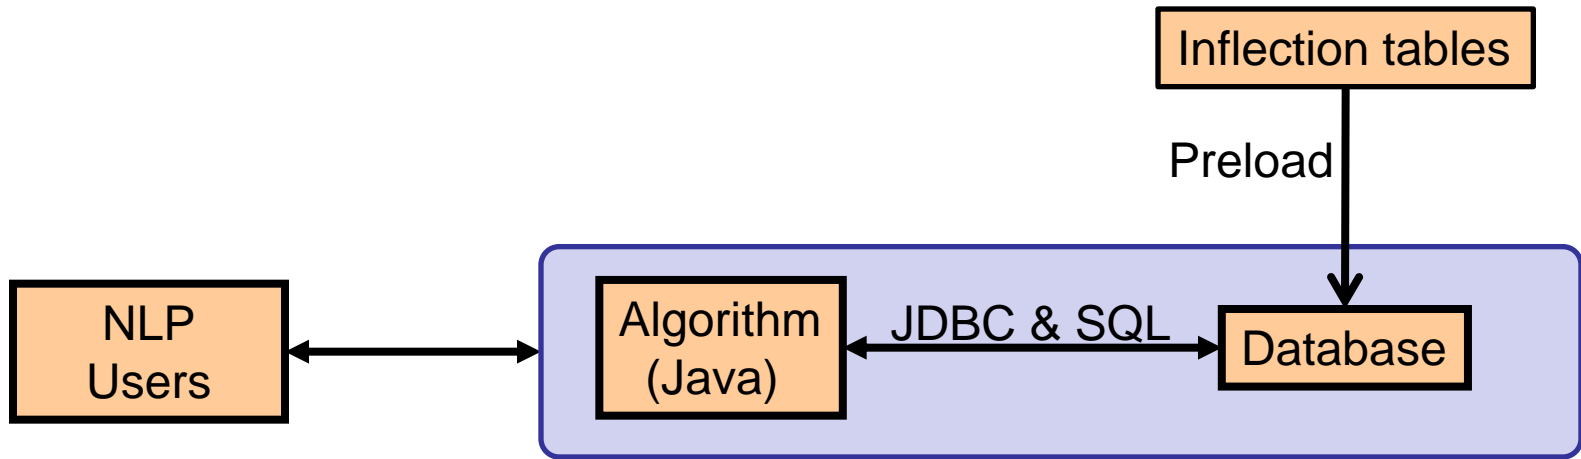 Inflection tables
Preload
NLP
Users
Algorithm
(Java)
JDBC & SQL
Database